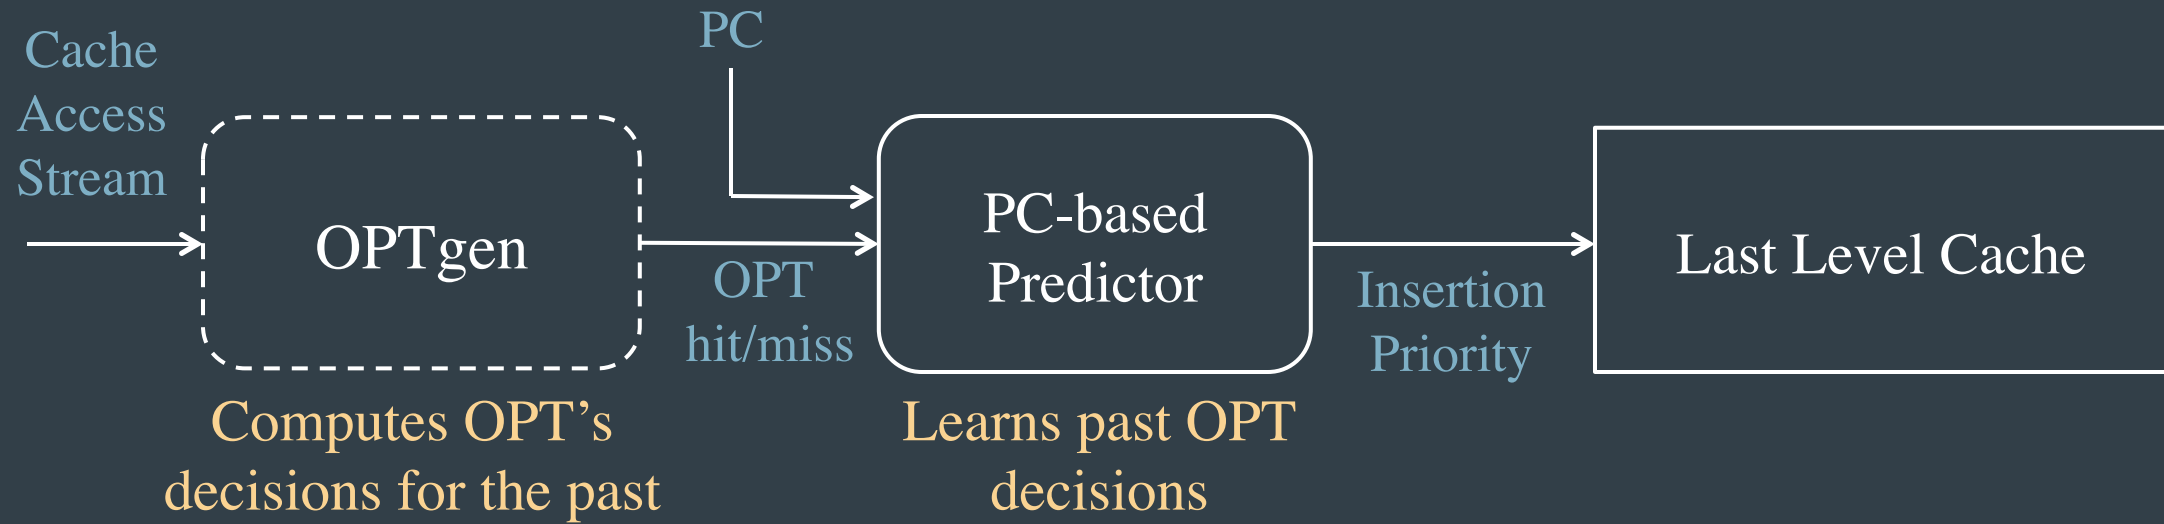 Cache
Access
Stream
OPTgen
Computes OPT’s
decisions for the past
PC
OPT
hit/miss
PC-based
Predictor
Learns past OPT
decisions
Insertion
Priority
Last Level Cache